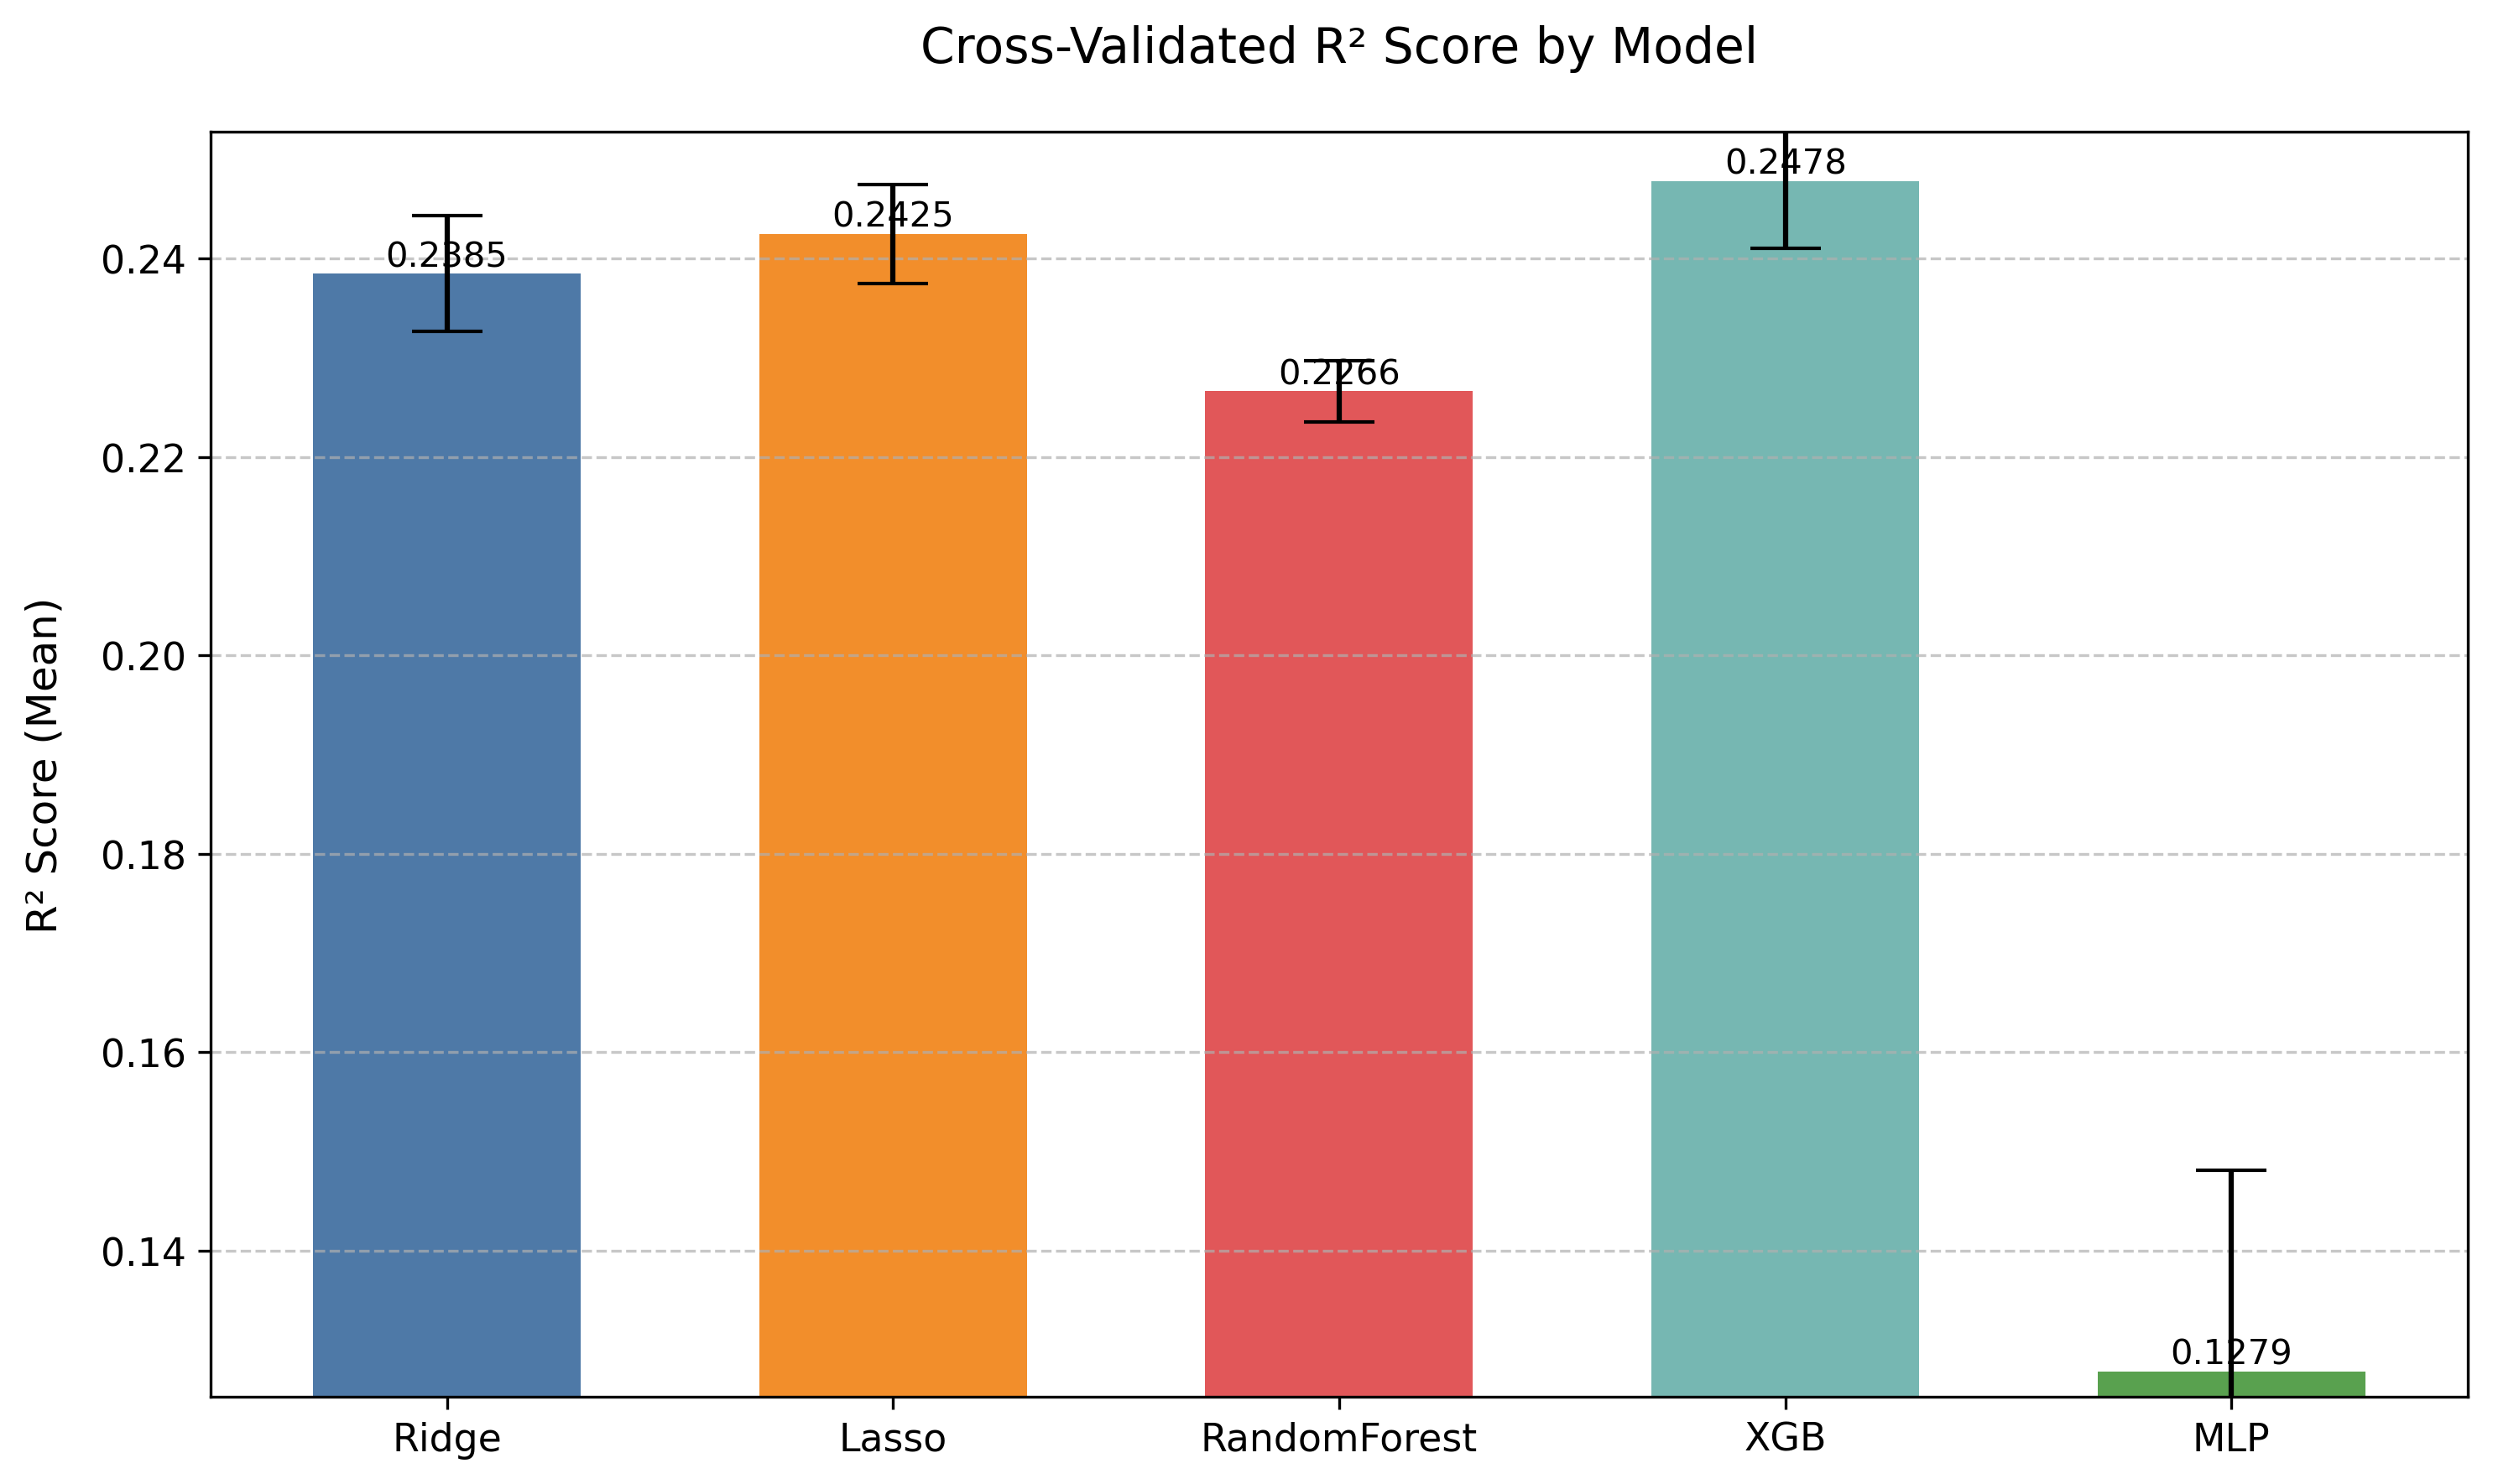 Cross-Validated R² Score by Model
R² Score (Mean)
0.24
0.22
0.20
0.18
0.16
0.14
0.2385
0.2425
0.2266
0.2478
0.1279
Ridge
Lasso
RandomForest
XGB
MLP